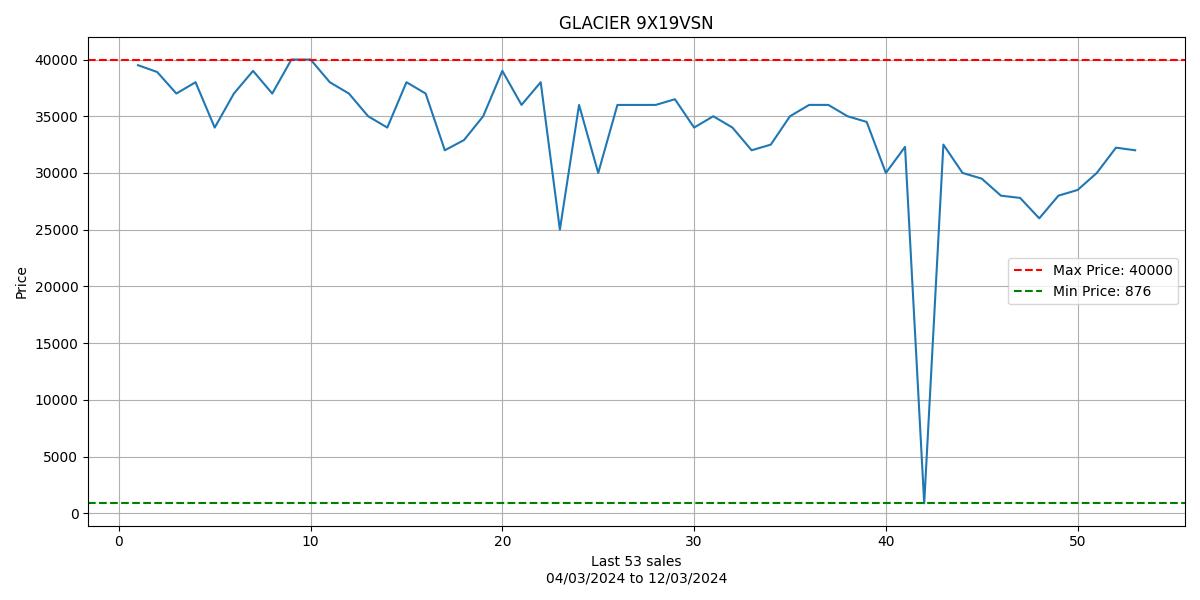 GLACIER 9X19VSN
40000
35000
30000
25000
20000
15000
10000
5000
0
Price
Max Price: 40000
Min Price: 876
0 10 20 30 40 50
Last 53 sales
04/03/2024 to 12/03/2024